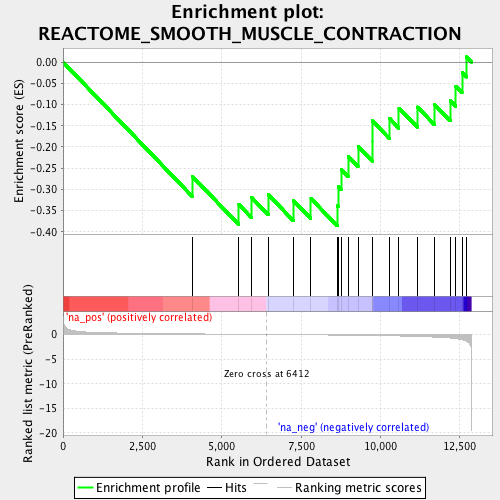 Enrichment plot:
REACTOME_SMOOTH_MUSCLE_CONTRACTION
Enrichment score (ES)
0.00
-0.05
-0.10
-0.15
-0.20
-0.25
-0.30
-0.35
-0.40
'na_pos' (positively correlated)
Ranked list metric (PreRanked)
0
-5
-10
-15
-20
Zero cross at 6412
'na_neg' (negatively correlated)
0
2,500
5,000
7,500
10,000
12,500
Rank in Ordered Dataset
Enrichment profile
Hits
Ranking metric scores